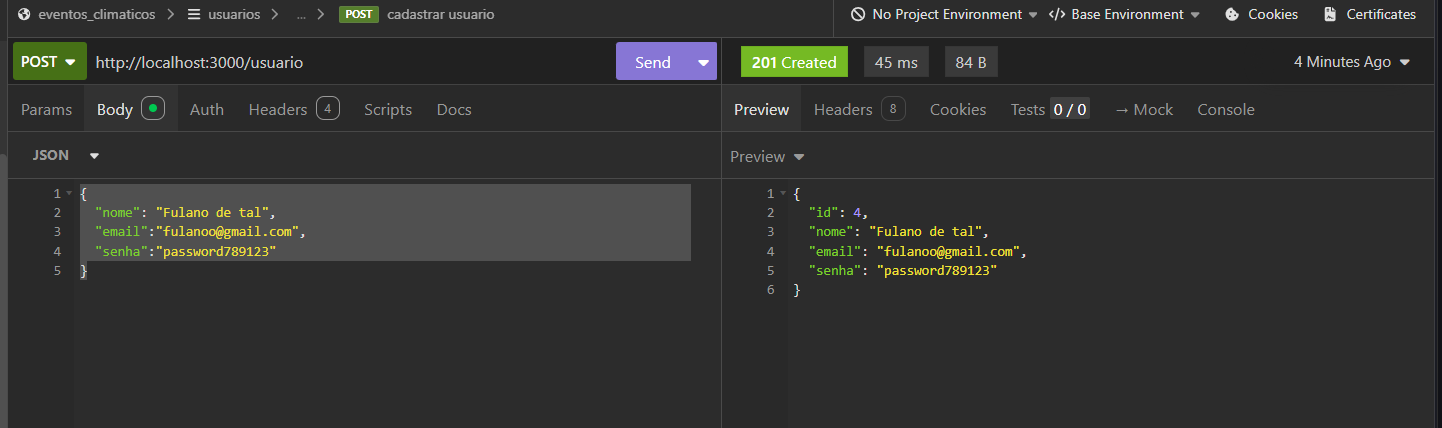 eventos_climaticos > usuarios > ... > POST cadastrar usuario
No Project Environment </> Base Environment Cookies Certificates
POST http://localhost:3000/usuario Send
201 Created 45 ms 84 B 4 Minutes Ago
Params Body Auth Headers 4 Scripts Docs
Preview Headers 8 Cookies Tests 0 / 0 → Mock Console
JSON
Preview
1 {
2 "nome": "Fulano de tal",
3 "email":"fulanoo@gmail.com",
4 "senha":"password789123"
5 }
1 {
2 "id": 4,
3 "nome": "Fulano de tal",
4 "email": "fulanoo@gmail.com",
5 "senha": "password789123"
6 }